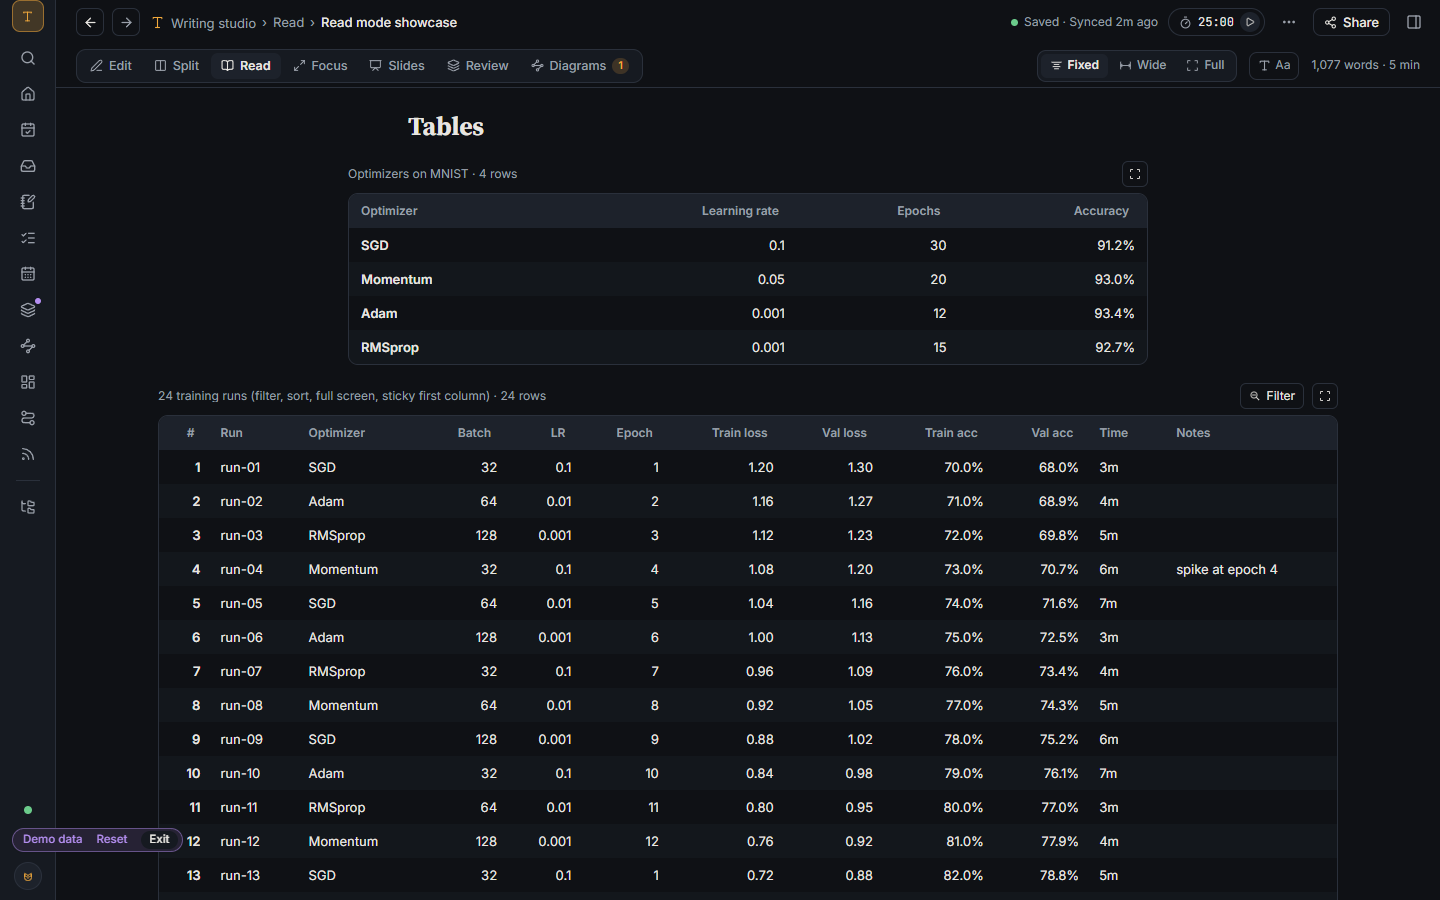 T
T Writing studio › Read › Read mode showcase
Saved · Synced 2m ago
25:00
Share
Edit Split Read Focus Slides Review Diagrams 1
Fixed Wide Full
T Aa
1,077 words · 5 min
Tables
Optimizers on MNIST · 4 rows
Optimizer Learning rate Epochs Accuracy
SGD 0.1 30 91.2%
Momentum 0.05 20 93.0%
Adam 0.001 12 93.4%
RMSprop 0.001 15 92.7%
24 training runs (filter, sort, full screen, sticky first column) · 24 rows
Filter
# Run Optimizer Batch LR Epoch Train loss Val loss Train acc Val acc Time Notes
1 run-01 SGD 32 0.1 1 1.20 1.30 70.0% 68.0% 3m
2 run-02 Adam 64 0.01 2 1.16 1.27 71.0% 68.9% 4m
3 run-03 RMSprop 128 0.001 3 1.12 1.23 72.0% 69.8% 5m
4 run-04 Momentum 32 0.1 4 1.08 1.20 73.0% 70.7% 6m spike at epoch 4
5 run-05 SGD 64 0.01 5 1.04 1.16 74.0% 71.6% 7m
6 run-06 Adam 128 0.001 6 1.00 1.13 75.0% 72.5% 3m
7 run-07 RMSprop 32 0.1 7 0.96 1.09 76.0% 73.4% 4m
8 run-08 Momentum 64 0.01 8 0.92 1.05 77.0% 74.3% 5m
9 run-09 SGD 128 0.001 9 0.88 1.02 78.0% 75.2% 6m
10 run-10 Adam 32 0.1 10 0.84 0.98 79.0% 76.1% 7m
11 run-11 RMSprop 64 0.01 11 0.80 0.95 80.0% 77.0% 3m
12 run-12 Momentum 128 0.001 12 0.76 0.92 81.0% 77.9% 4m
13 run-13 SGD 32 0.1 1 0.72 0.88 82.0% 78.8% 5m
Demo data Reset Exit